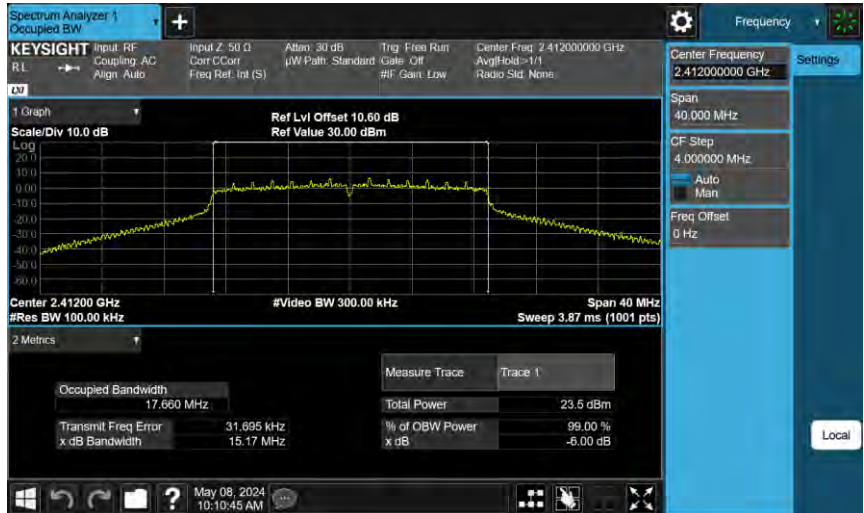 Spectrum Analyzer 1
Occupied BW
+
Frequency
KEYSIGHT
RL
LXI
Input: RF
Coupling: AC
Align: Auto
Input Z: 50 Ω
Corr CCorr
Freq Ref: Int (S)
Atten: 30 dB
µW Path: Standard
Trig: Free Run
Gate: Off
#IF Gain: Low
Center Freq: 2.412000000 GHz
Avg|Hold:>1/1
Radio Std: None
Center Frequency
2.412000000 GHz
Settings
Span
40.000 MHz
CF Step
4.000000 MHz
Auto
Man
Freq Offset
0 Hz
Local
1 Graph
Scale/Div 10.0 dB
Ref Lvl Offset 10.60 dB
Ref Value 30.00 dBm
Log
20.0
10.0
0.00
-10.0
-20.0
-30.0
-40.0
-50.0
-60.0
Center 2.41200 GHz
#Video BW 300.00 kHz
Span 40 MHz
#Res BW 100.00 kHz
Sweep 3.87 ms (1001 pts)
2 Metrics
Measure Trace
Trace 1
Occupied Bandwidth
17.660 MHz
Total Power
23.5 dBm
Transmit Freq Error
31.695 kHz
% of OBW Power
99.00 %
x dB Bandwidth
15.17 MHz
x dB
-6.00 dB
?
May 08, 2024
10:10:45 AM